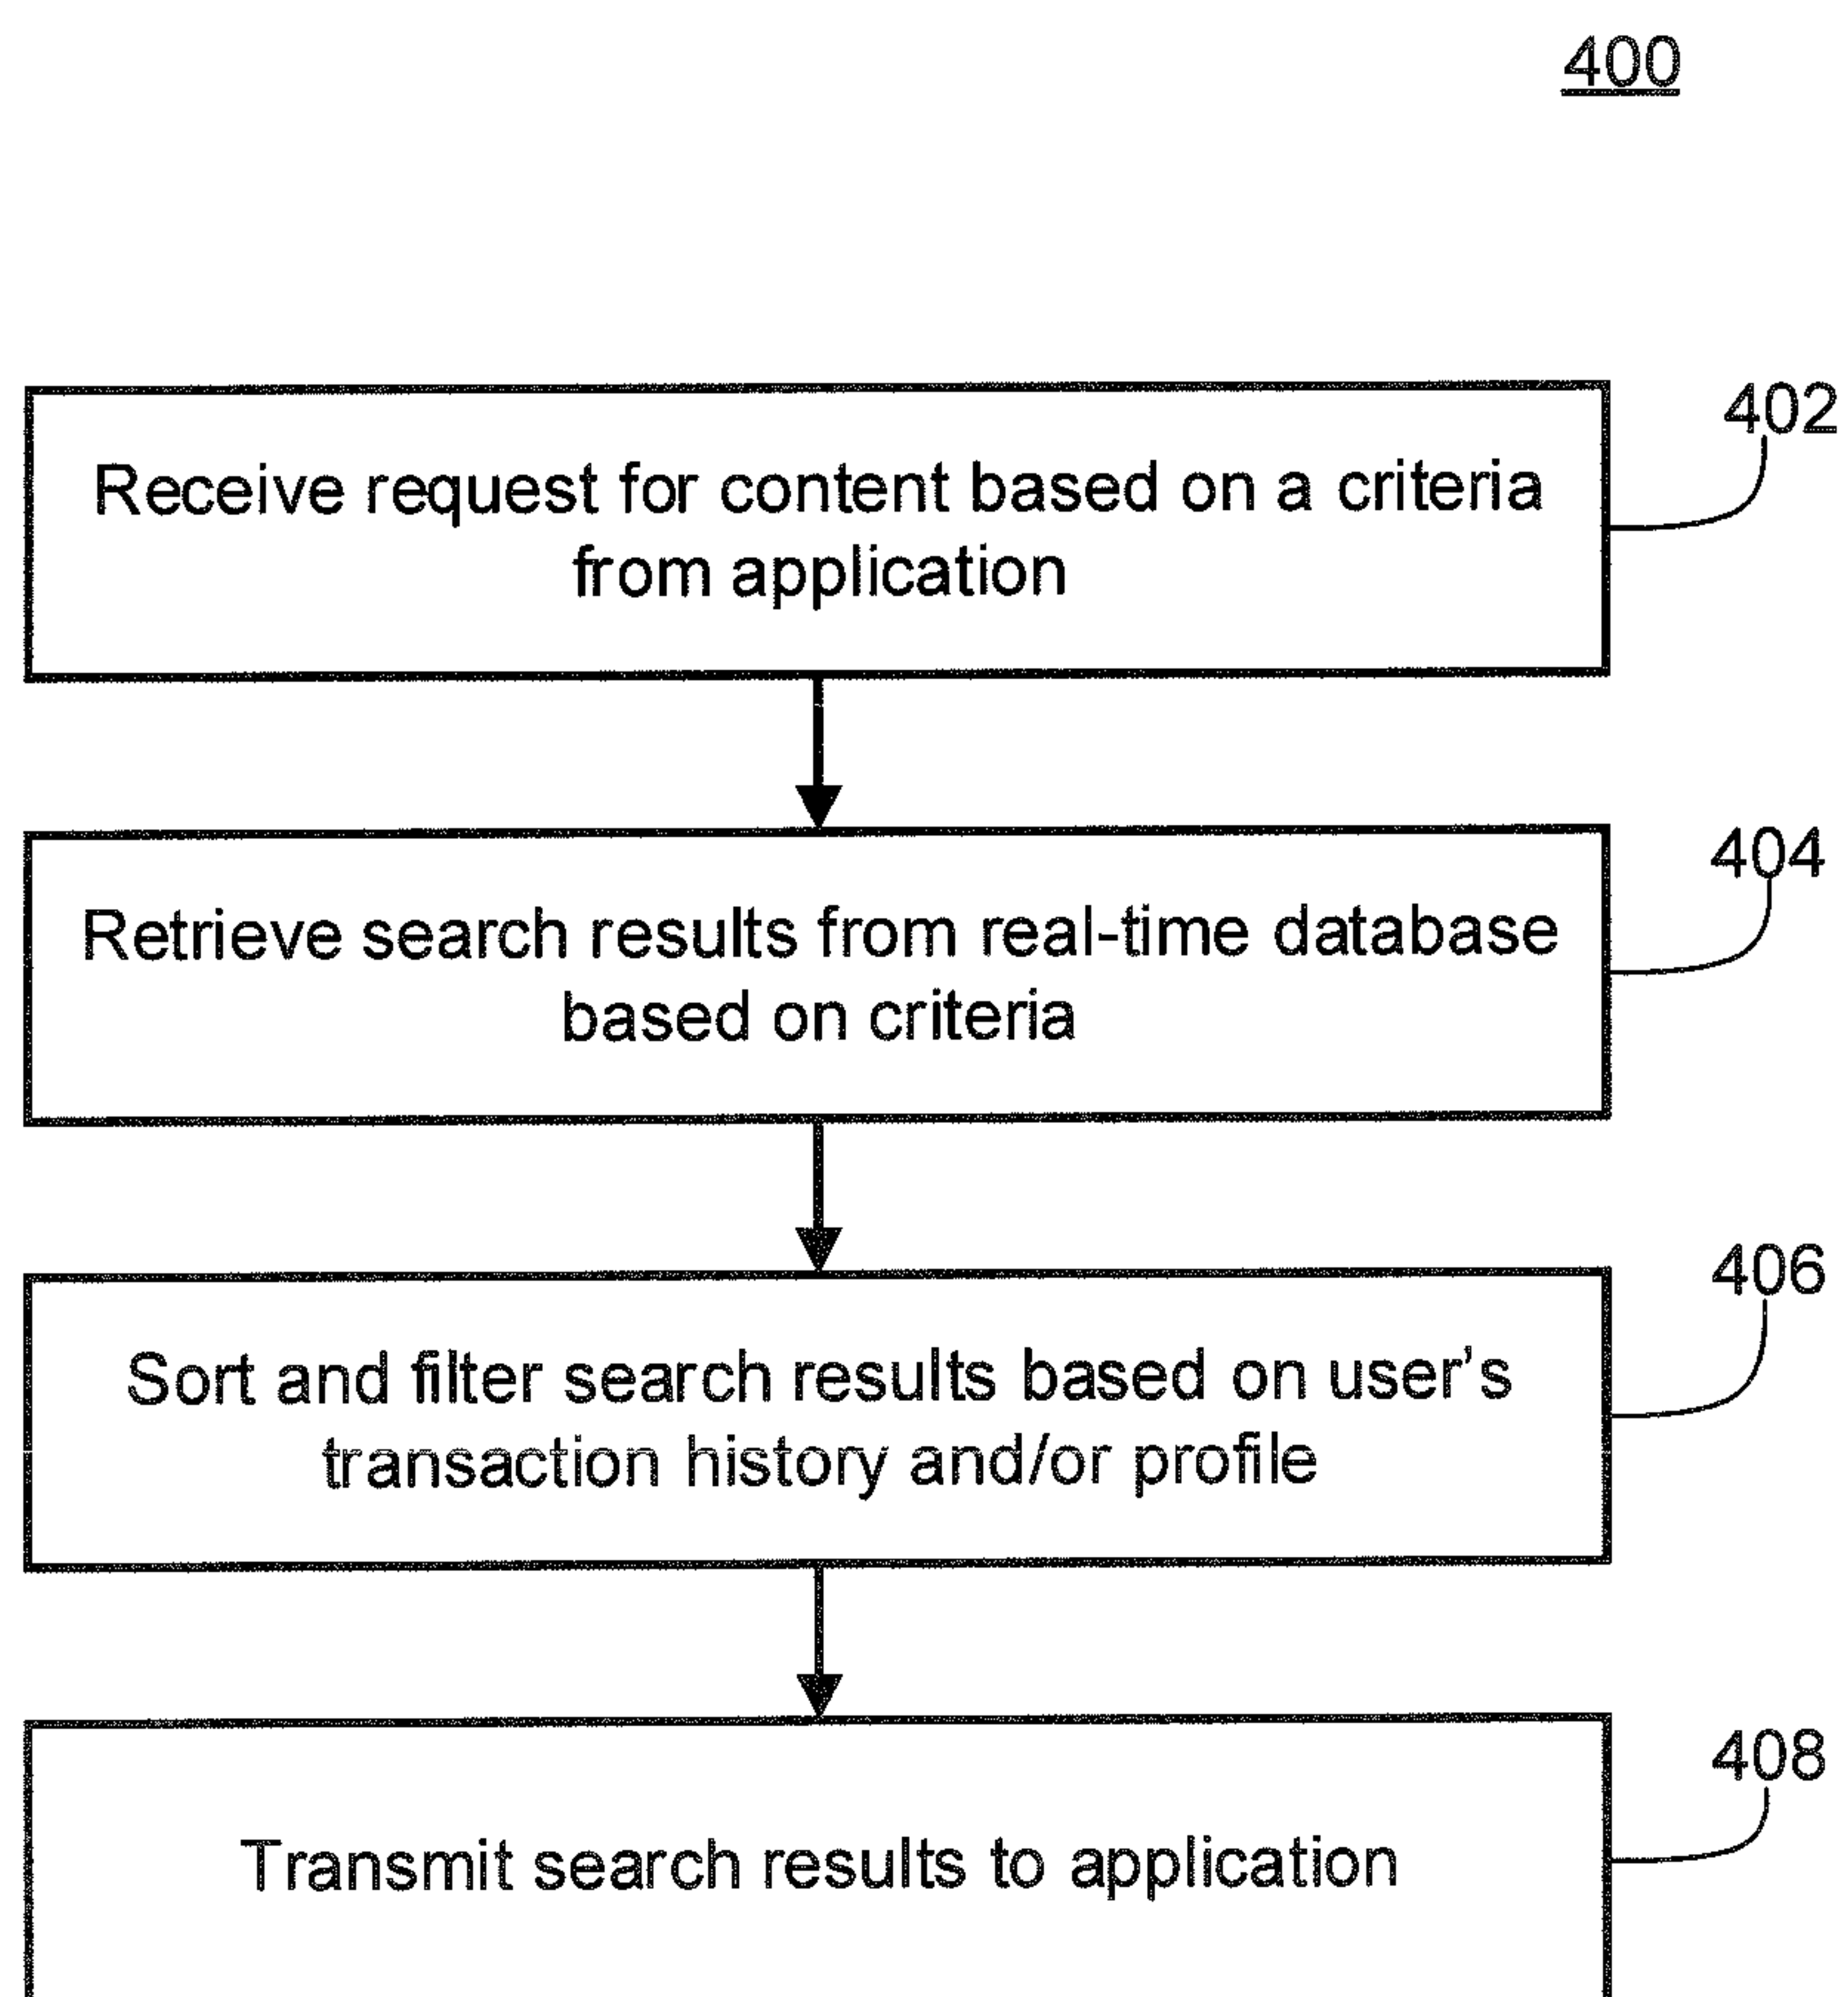 400
Receive request for content based on a criteria
from application
402
Retrieve search results from real-time database
based on criteria
404
Sort and filter search results based on user's
transaction history and/or profile
406
Transmit search results to application
408